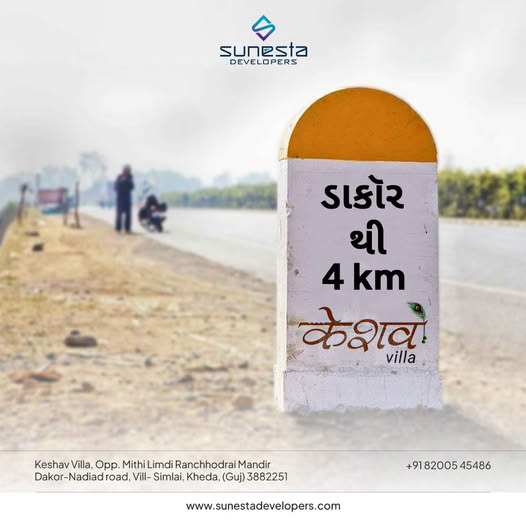 sunesta
DEVELOPERS
ડાકૉર
થી
4 km
केशव
villa
Keshav Villa, Opp. Mithi Limdi Ranchhodrai Mandir
Dakor-Nadiad road, Vill- Simlai, Kheda, (Guj) 3882251
+91 82005 45486
www.sunestadevelopers.com